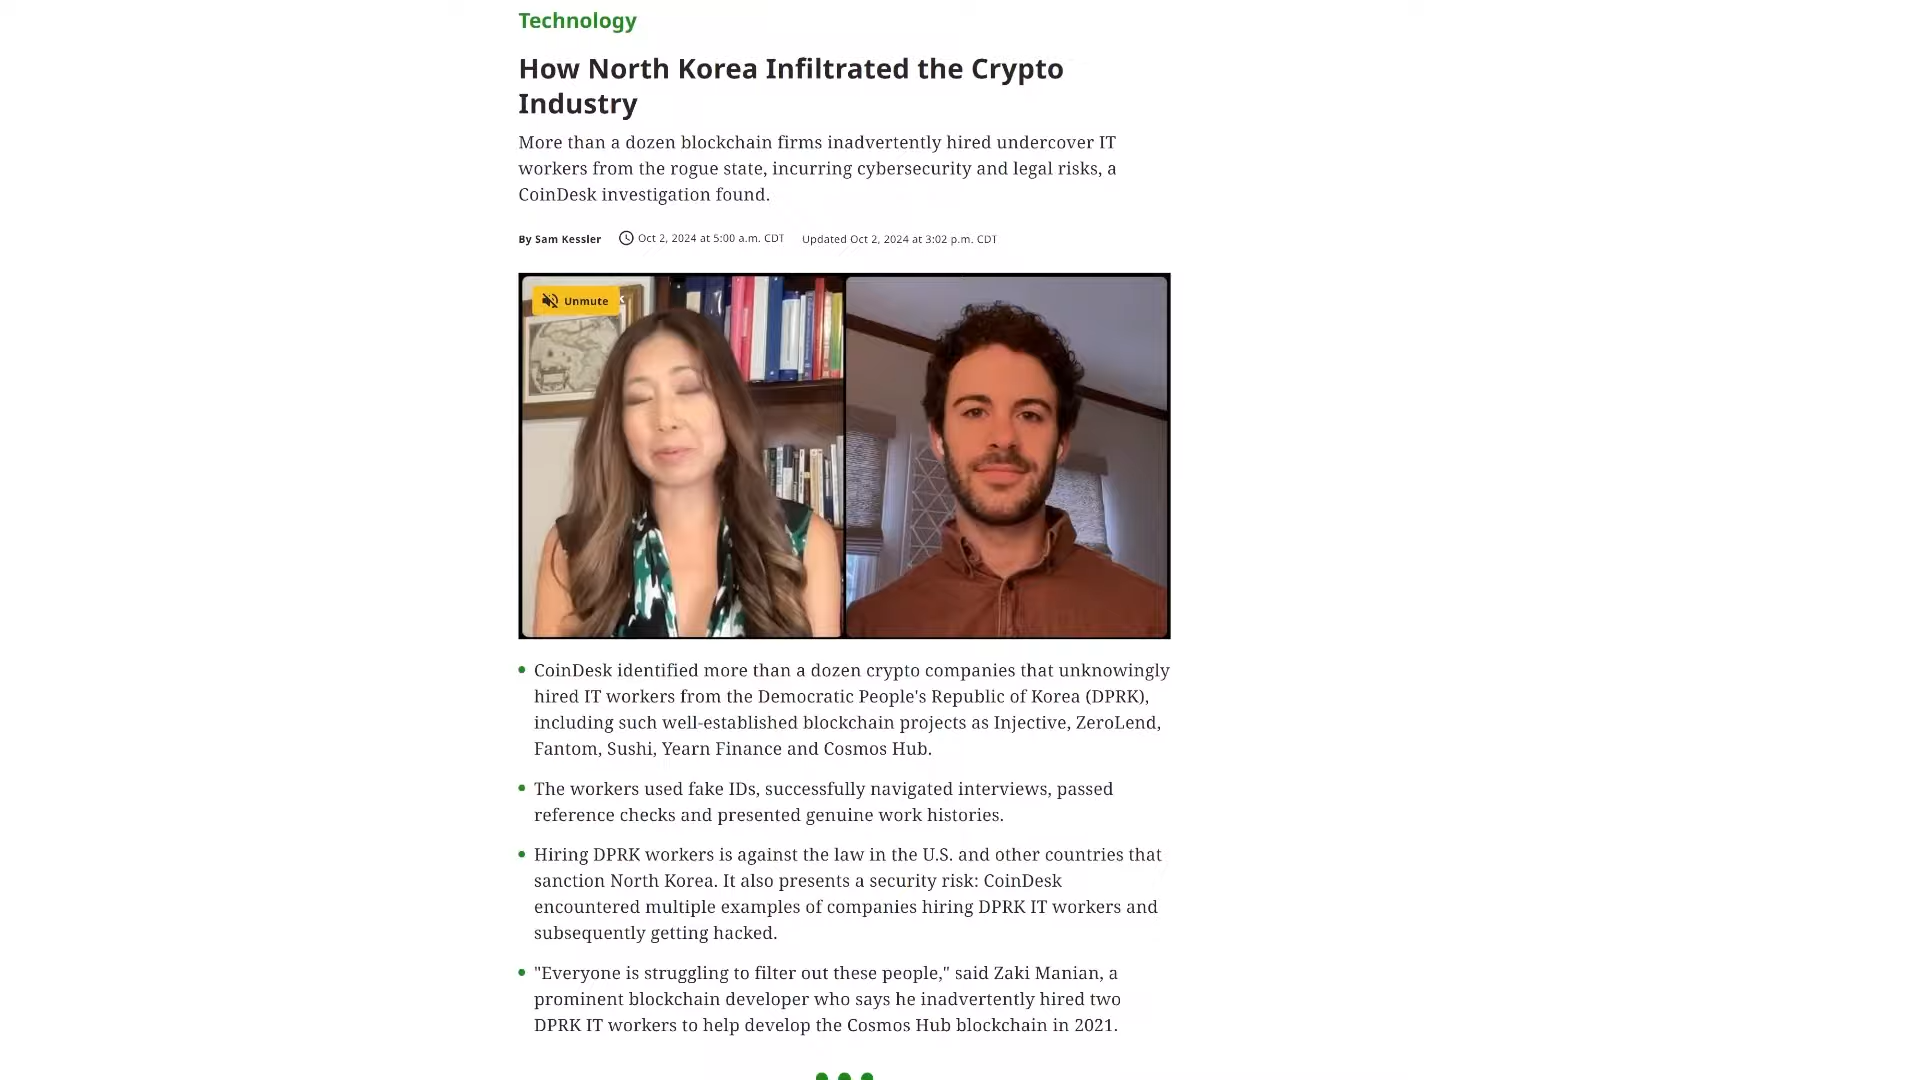 Technology
How North Korea Infiltrated the Crypto
Industry
More than a dozen blockchain firms inadvertently hired undercover IT
workers from the rogue state, incurring cybersecurity and legal risks, a
CoinDesk investigation found.
By Sam Kessler Oct 2, 2024 at 5:00 a.m. CDT Updated Oct 2, 2024 at 3:02 p.m. CDT
Unmute
CoinDesk identified more than a dozen crypto companies that unknowingly
hired IT workers from the Democratic People's Republic of Korea (DPRK),
including such well-established blockchain projects as Injective, ZeroLend,
Fantom, Sushi, Yearn Finance and Cosmos Hub.
The workers used fake IDs, successfully navigated interviews, passed
reference checks and presented genuine work histories.
Hiring DPRK workers is against the law in the U.S. and other countries that
sanction North Korea. It also presents a security risk: CoinDesk
encountered multiple examples of companies hiring DPRK IT workers and
subsequently getting hacked.
"Everyone is struggling to filter out these people," said Zaki Manian, a
prominent blockchain developer who says he inadvertently hired two
DPRK IT workers to help develop the Cosmos Hub blockchain in 2021.